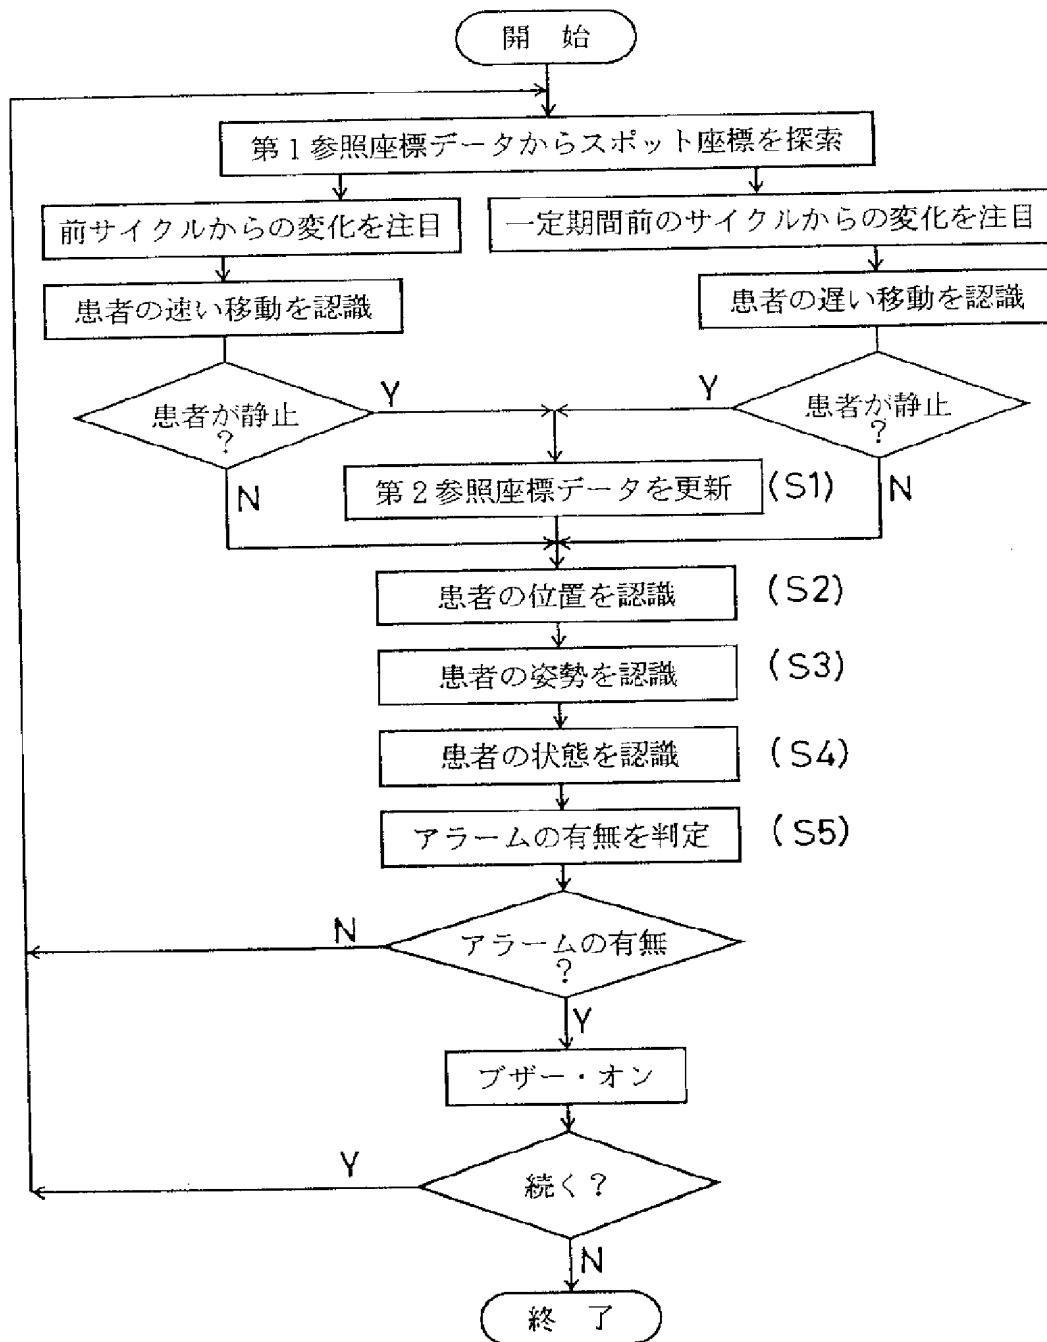 開 始
第1参照座標データからスポット座標を探索
前サイクルからの変化を注目
一定期間前のサイクルからの変化を注目
患者の速い移動を認識
患者の遅い移動を認識
患者が静止
?
Y
N
患者が静止
?
Y
N
第2参照座標データを更新
(S1)
患者の位置を認識
(S2)
患者の姿勢を認識
(S3)
患者の状態を認識
(S4)
アラームの有無を判定
(S5)
アラームの有無
?
N
Y
ブザー・オン
続く?
Y
N
終 了